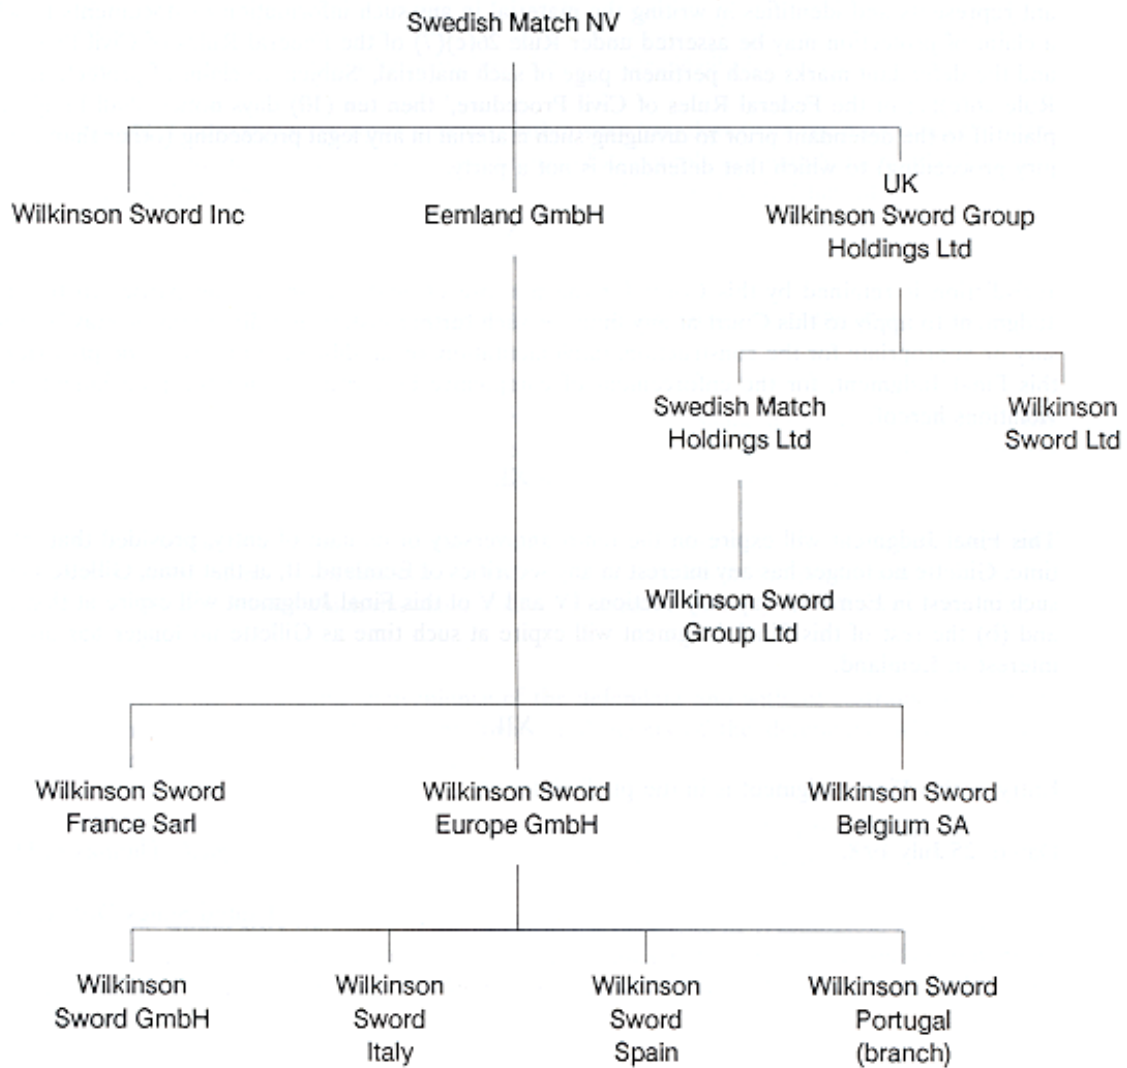 Swedish Match NV
Wilkinson Sword Inc
Eemland GmbH
UK
Wilkinson Sword Group
Holdings Ltd
Swedish Match
Holdings Ltd
Wilkinson
Sword Ltd
Wilkinson Sword
Group Ltd
Wilkinson Sword
France Sarl
Wilkinson Sword
Europe GmbH
Wilkinson Sword
Belgium SA
Wilkinson
Sword GmbH
Wilkinson
Sword
Italy
Wilkinson
Sword
Spain
Wilkinson Sword
Portugal
(branch)